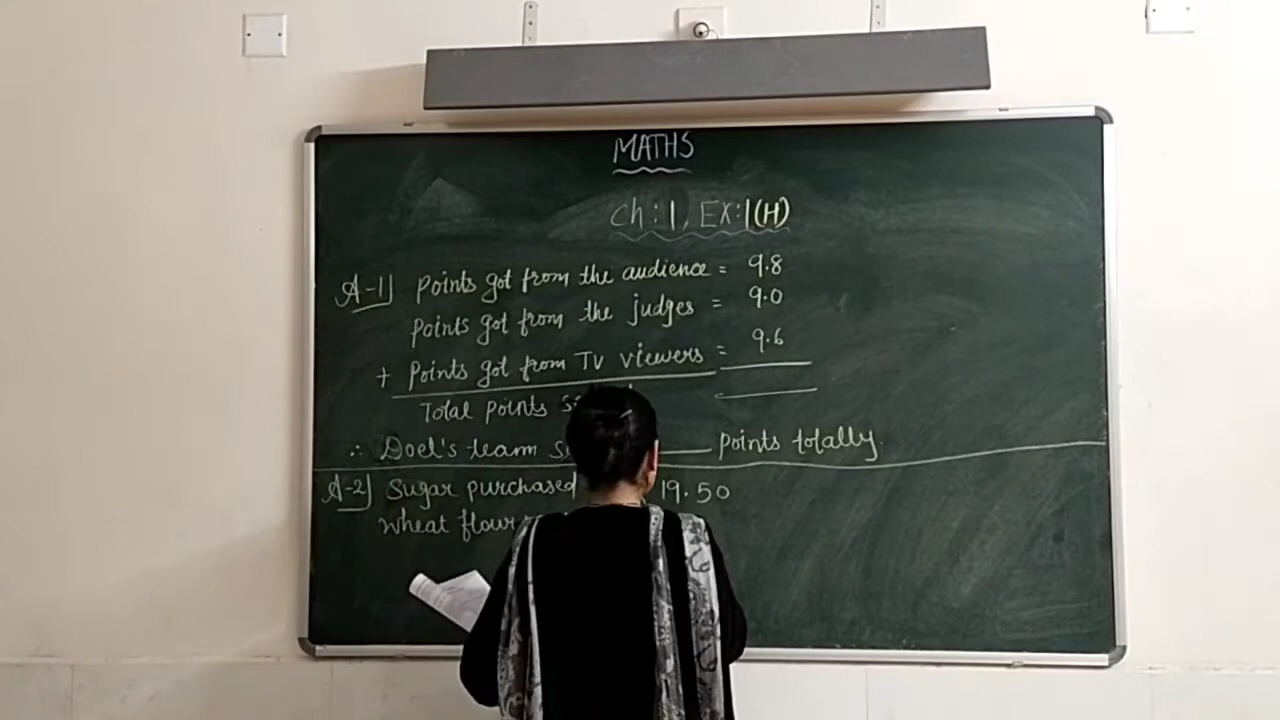 MATHS
Ch : 1 , Ex : 1(H)
A-1] Points got from the audience = 9.8
Points got from the judges = 9.0
+ Points got from TV viewers = 9.6
Total points =
∴ Doel's team points totally.
A-2] Sugar purchased 19.50
Wheat flour